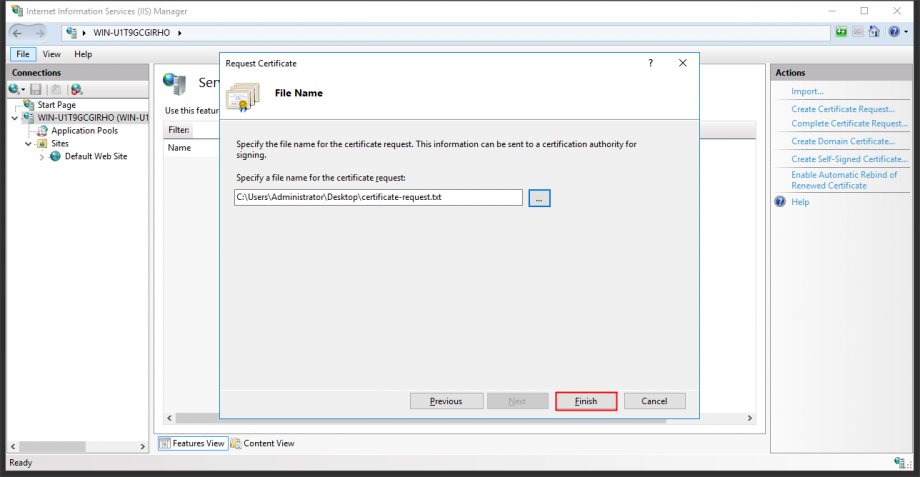 Internet Information Services (IIS) Manager
WIN-U1T9GCGIRHO
File View Help
Connections
Start Page
WIN-U1T9GCGIRHO (WIN-U1
Application Pools
Sites
Default Web Site
Ser
Use this featur
Filter:
Name
Request Certificate
?
File Name
Specify the file name for the certificate request. This information can be sent to a certification authority for
signing.
Specify a file name for the certificate request:
C:\Users\Administrator\Desktop\certificate-request.txt
...
Previous Next Finish Cancel
Actions
Import...
Create Certificate Request...
Complete Certificate Request...
Create Domain Certificate...
Create Self-Signed Certificate...
Enable Automatic Rebind of
Renewed Certificate
Help
Features View Content View
Ready